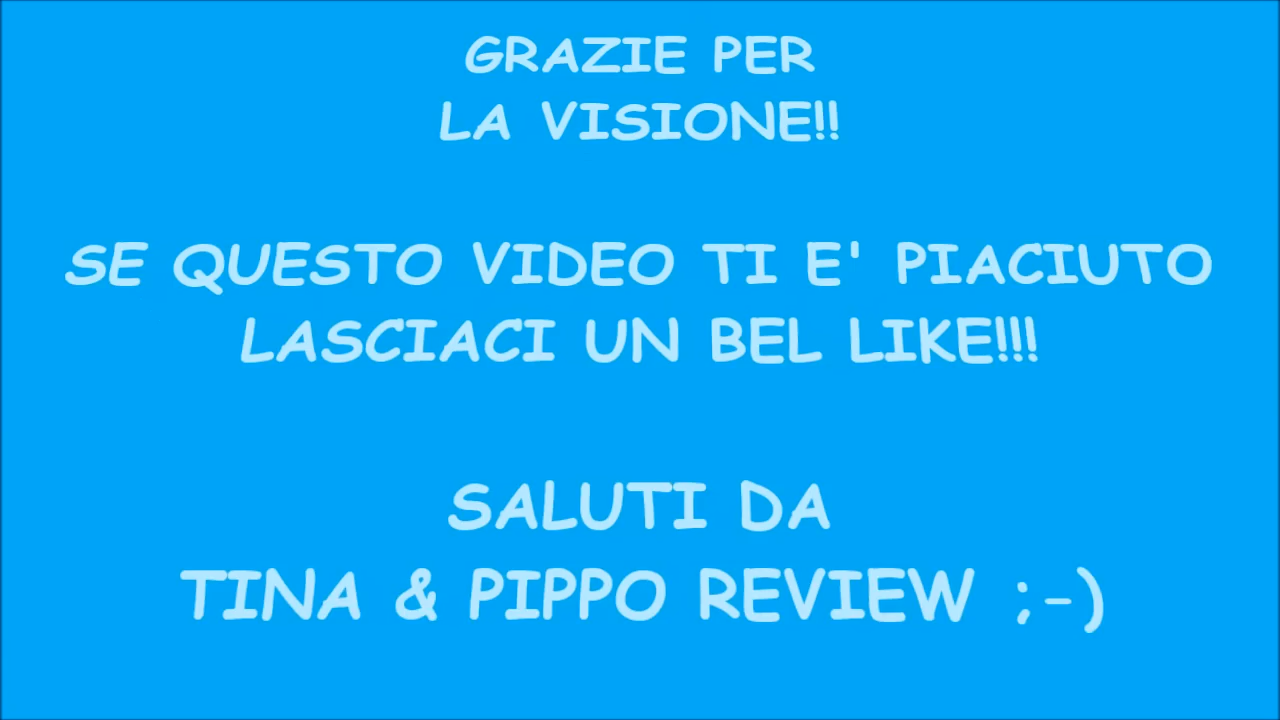 GRAZIE PER
LA VISIONE!!
SE QUESTO VIDEO TI E' PIACIUTO
LASCIACI UN BEL LIKE!!!
SALUTI DA
TINA & PIPPO REVIEW ;-)